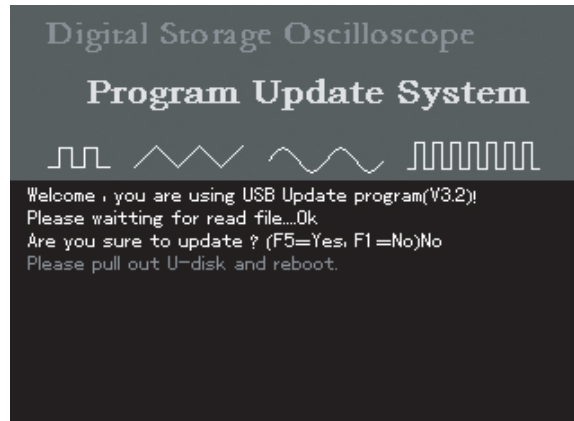 Digital Storage Oscilloscope
Program Update System
Welcome , you are using USB Update program(V3.2)!
Please waitting for read file....Ok
Are you sure to update ? (F5=Yes, F1=No)No
Please pull out U-disk and reboot.